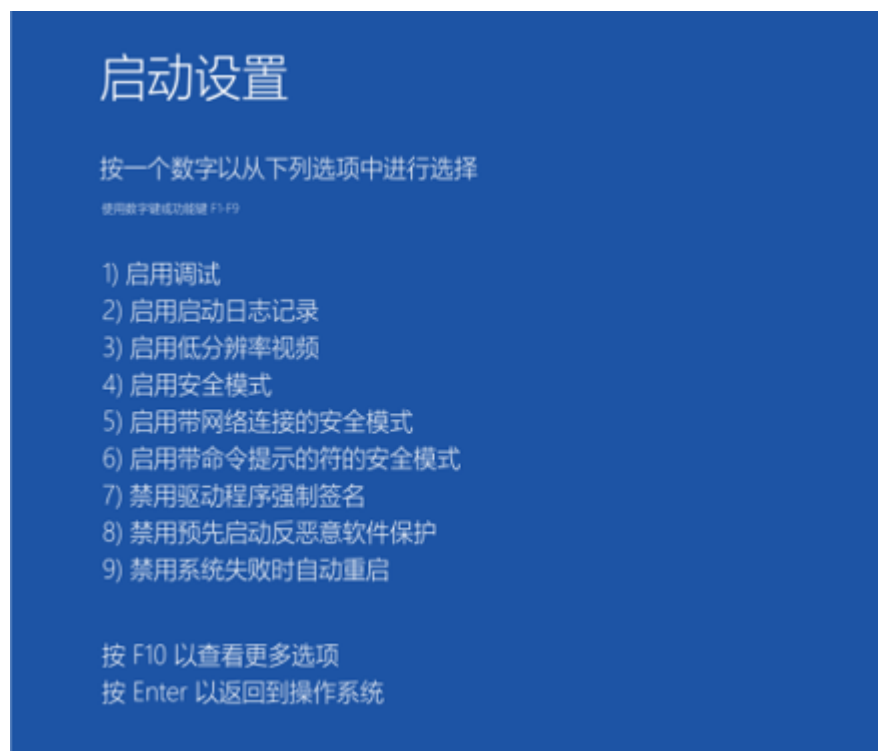 启动设置
按一个数字以从下列选项中进行选择
使用数字键或功能键 F1-F9
1) 启用调试
2) 启用启动日志记录
3) 启用低分辨率视频
4) 启用安全模式
5) 启用带网络连接的安全模式
6) 启用带命令提示的符的安全模式
7) 禁用驱动程序强制签名
8) 禁用预先启动反恶意软件保护
9) 禁用系统失败时自动重启
按 F10 以查看更多选项
按 Enter 以返回到操作系统